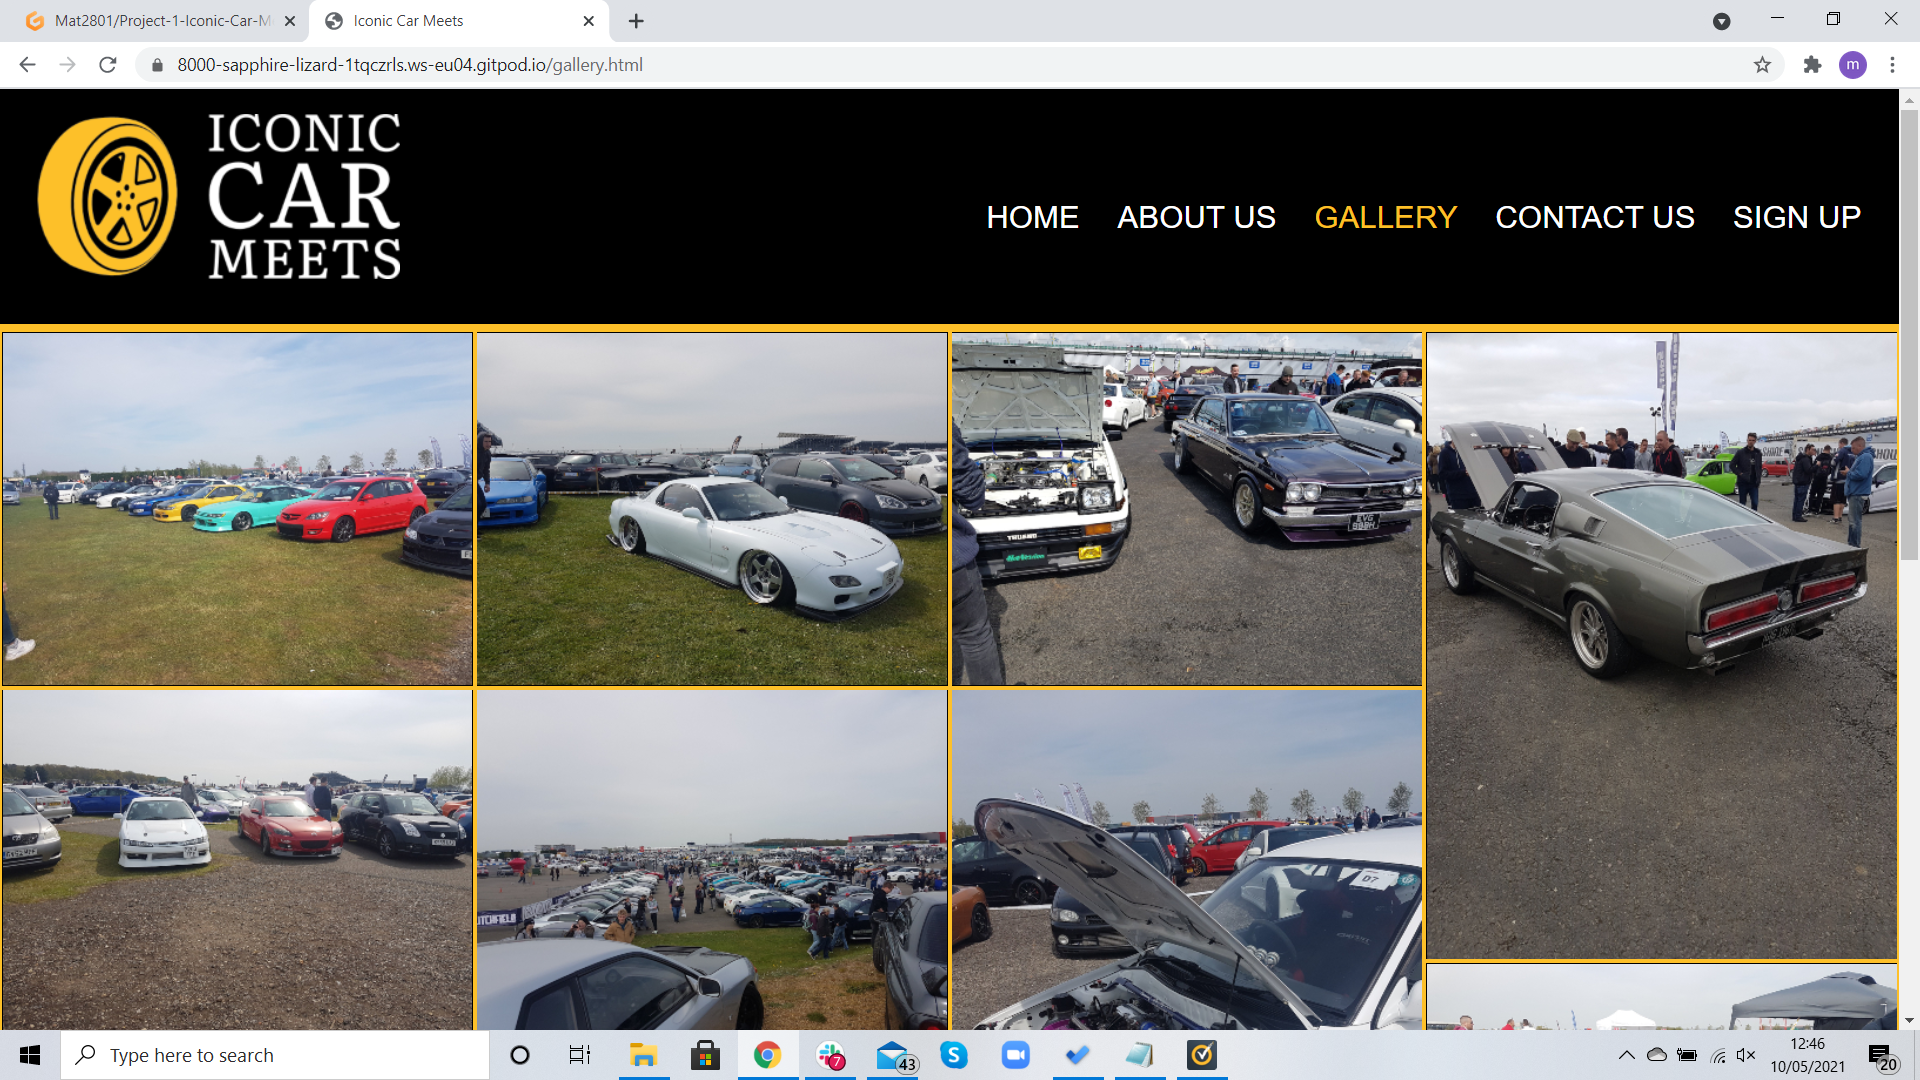 Mat2801/Project-1-Iconic-Car-M
Iconic Car Meets
8000-sapphire-lizard-1tqczrls.ws-eu04.gitpod.io/gallery.html
m
ICONIC
CAR
MEETS
HOME ABOUT US GALLERY CONTACT US SIGN UP
EVG
D7
Type here to search
7
43
12:46
10/05/2021
20